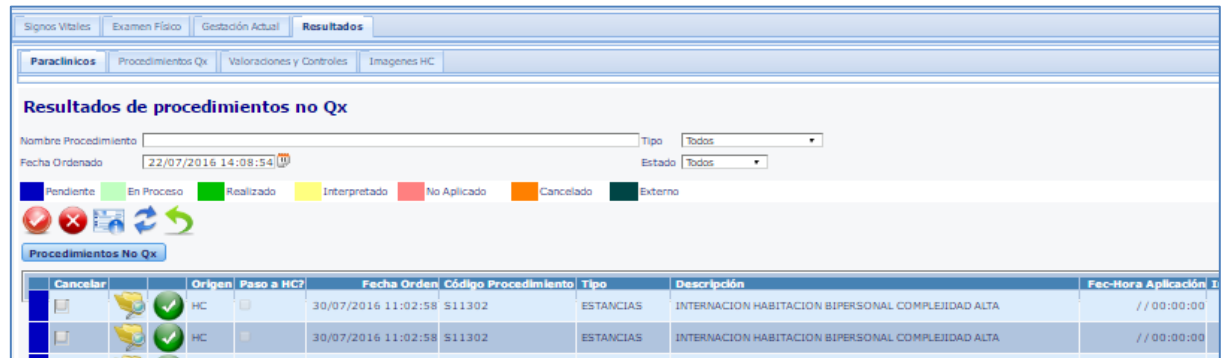 Signos Vitales Examen Físico Gestación Actual Resultados
Paraclínicos Procedimientos Qx Valoraciones y Controles Imagenes HC
Resultados de procedimientos no Qx
Nombre Procedimiento Tipo Todos
Fecha Ordenado 22/07/2016 14:08:54 Estado Todos
Pendiente En Proceso Realizado Interpretado No Aplicado Cancelado Externo
Procedimientos No Qx
Cancelar Origen Paso a HC? Fecha Orden Código Procedimiento Tipo Descripción Fec-Hora Aplicación
HC 30/07/2016 11:02:58 S11302 ESTANCIAS INTERNACION HABITACION BIPERSONAL COMPLEJIDAD ALTA / / 00:00:00
HC 30/07/2016 11:02:58 S11302 ESTANCIAS INTERNACION HABITACION BIPERSONAL COMPLEJIDAD ALTA / / 00:00:00